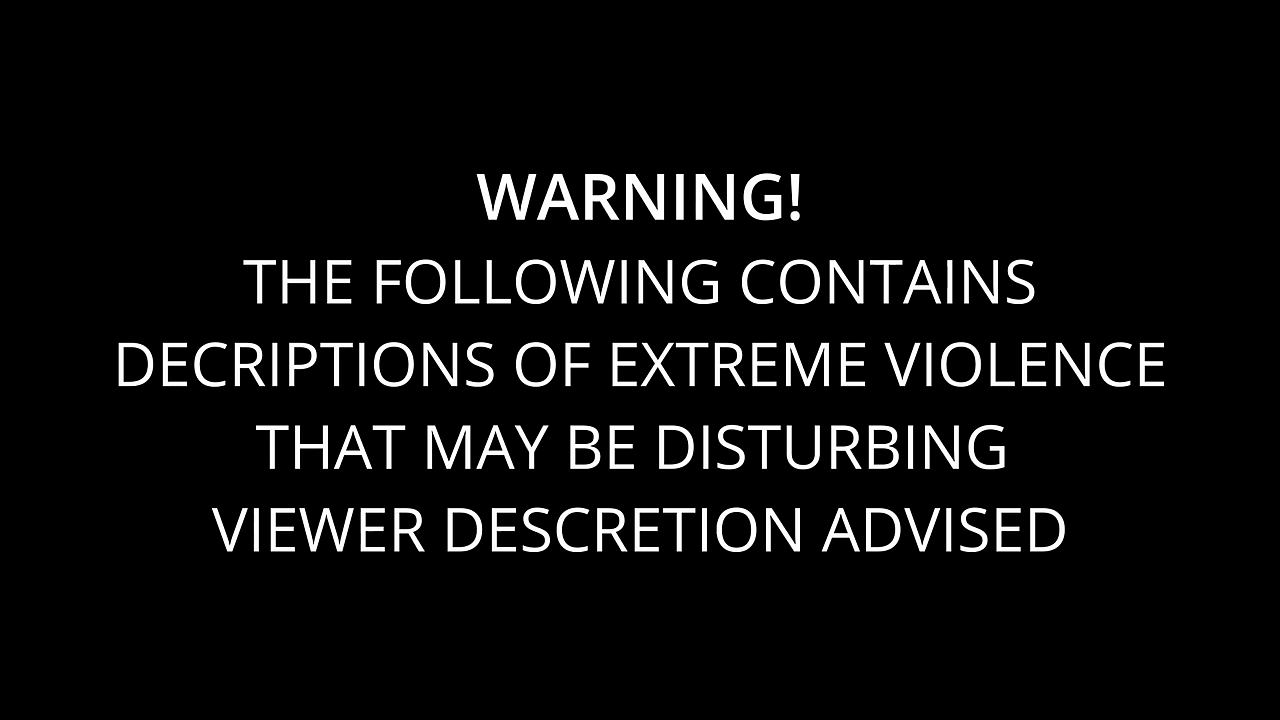 WARNING!
THE FOLLOWING CONTAINS
DECRIPTIONS OF EXTREME VIOLENCE
THAT MAY BE DISTURBING
VIEWER DESCRETION ADVISED